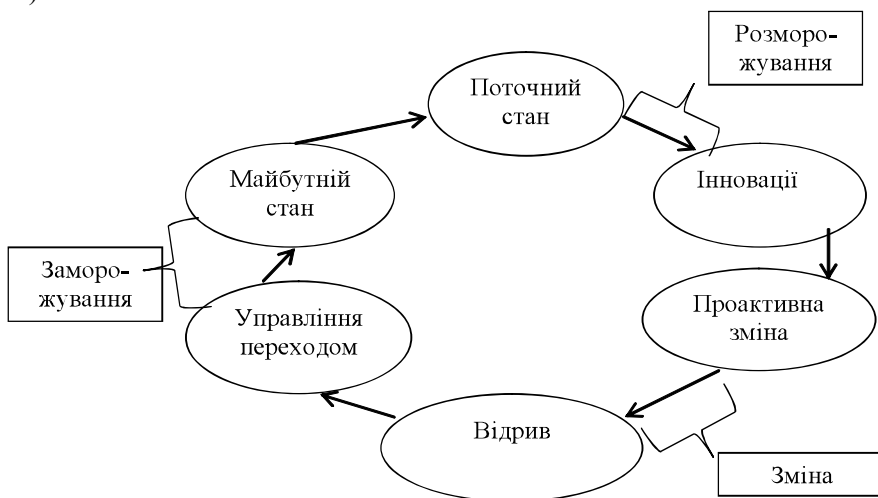 )
Розморо-
жування
Поточний
стан
Майбутній
стан
Інновації
Заморо-
жування
Проактивна
зміна
Управління
переходом
Відрив
Зміна